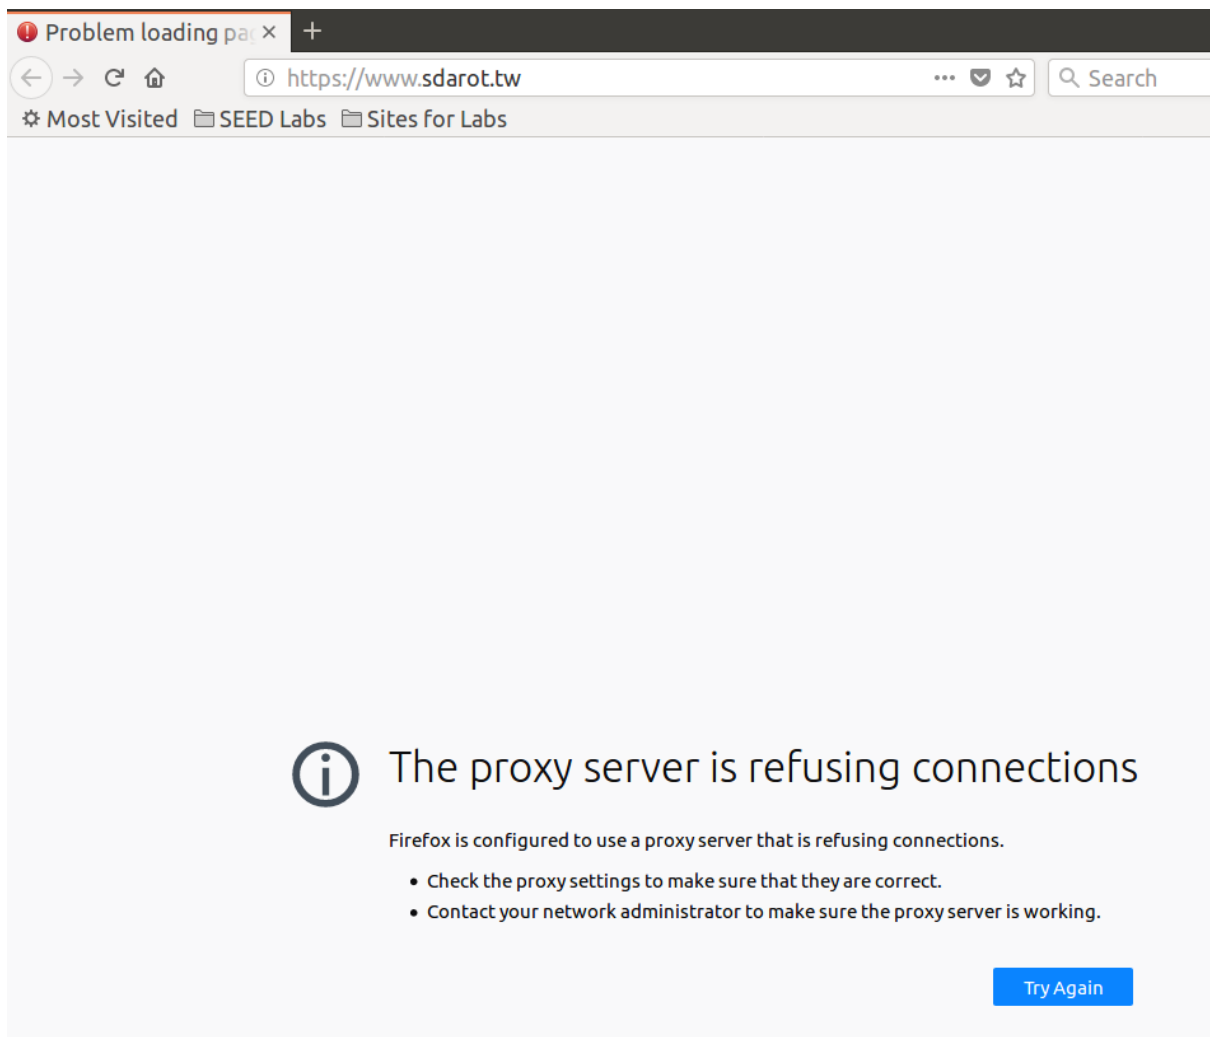 Problem loading pag
https://www.sdarot.tw
Search
Most Visited SEED Labs Sites for Labs
The proxy server is refusing connections
Firefox is configured to use a proxy server that is refusing connections.
Check the proxy settings to make sure that they are correct.
Contact your network administrator to make sure the proxy server is working.
Try Again